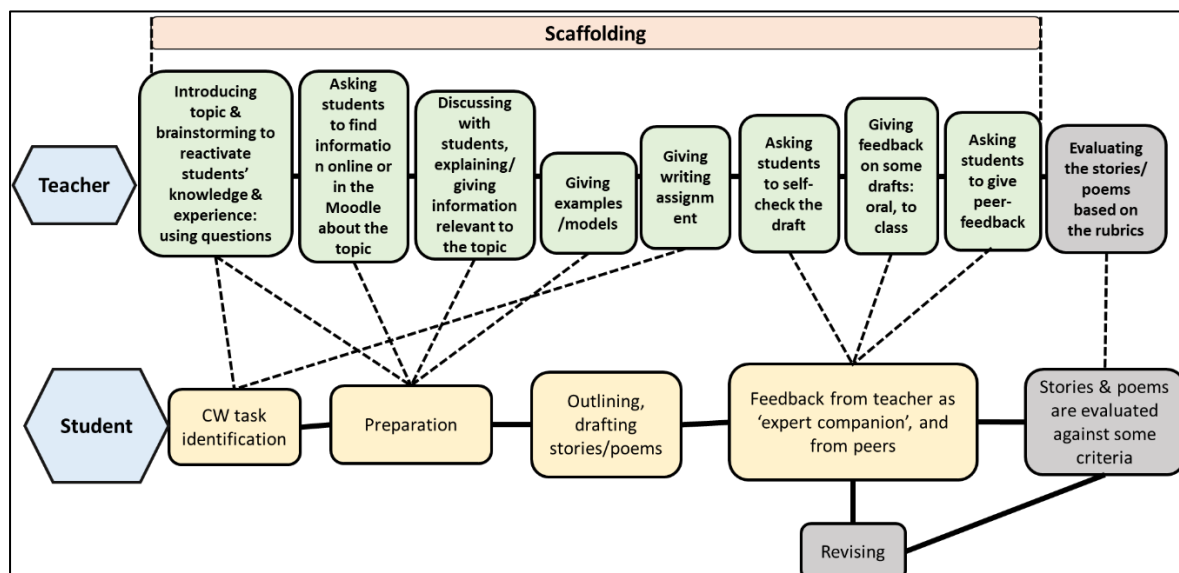 Scaffolding
Teacher
Introducing
topic &
brainstorming to
reactivate
students'
knowledge &
experience:
using questions
Asking
students
to find
informatio
n online or
in the
Moodle
about the
topic
Discussing
with
students,
explaining/
giving
information
relevant to
the topic
Giving
examples
/models
Giving
writing
assignm
ent
Asking
students
to self-
check the
draft
Giving
feedback
on some
drafts:
oral, to
class
Asking
students
to give
peer-
feedback
Evaluating
the stories/
poems
based on
the rubrics
Student
CW task
identification
Preparation
Outlining,
drafting
stories/poems
Feedback from teacher as
‘expert companion’, and
from peers
Stories & poems
are evaluated
against some
criteria
Revising